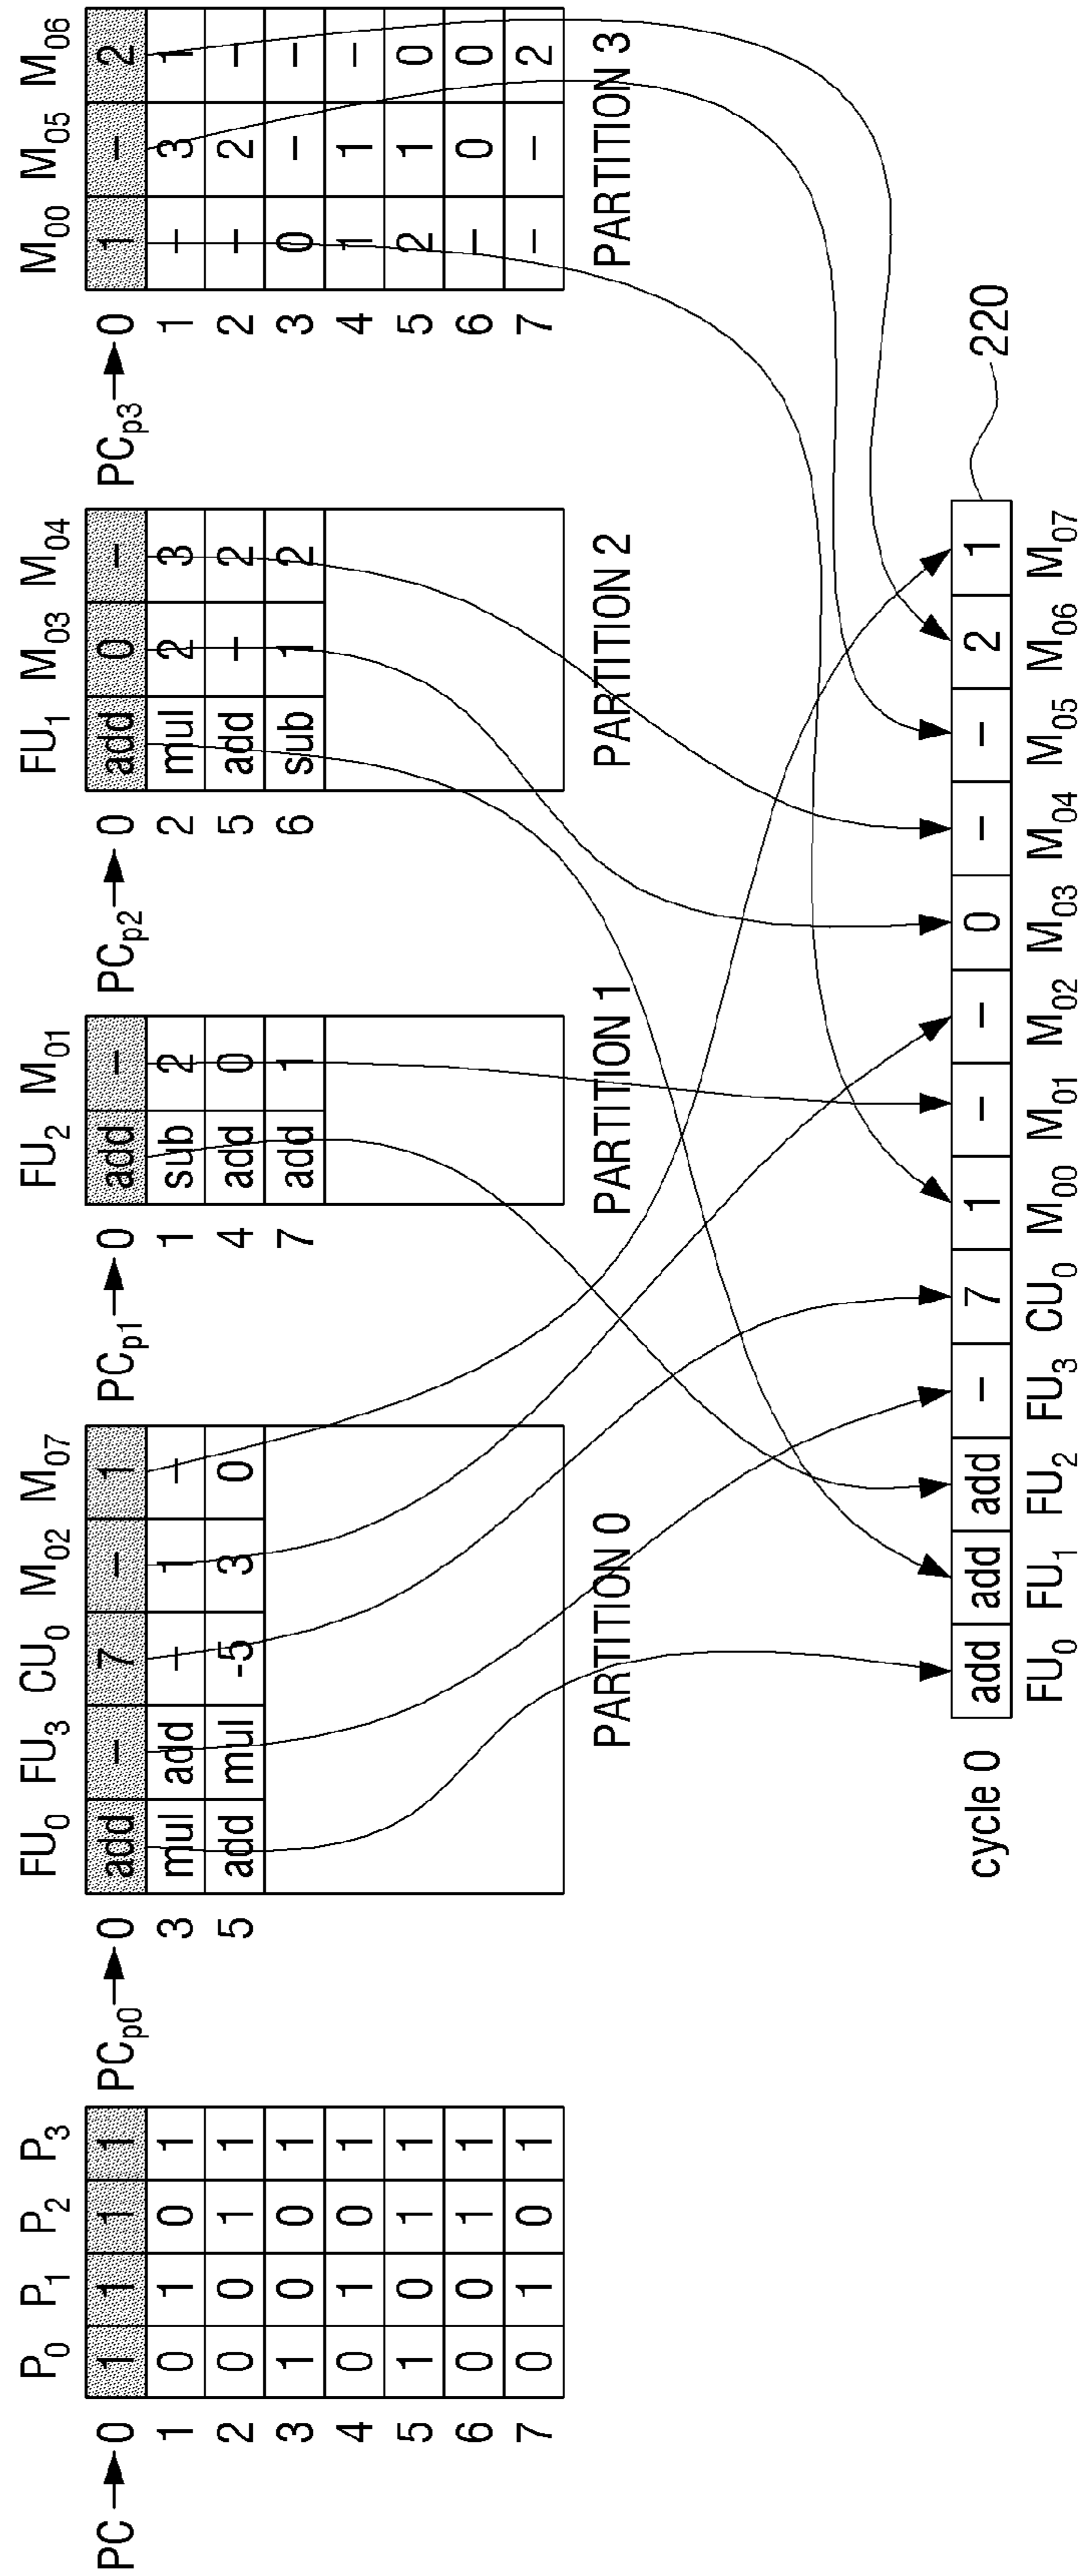 P0 P1 P2 P3
PC 0 1 1 1 1
1 0 1 0 1
2 0 0 1 1
3 1 0 0 1
4 0 1 0 1
5 1 0 1 1
6 0 0 1 1
7 0 1 0 1
FU0 FU3 CU0 M02 M07
PCp0 0 add – 7 – 1
3 mul add – 1 –
5 add mul -5 3 0
PARTITION 0
FU2 M01
PCp1 0 add –
1 sub 2
4 add 0
7 add 1
PARTITION 1
FU1 M03 M04
PCp2 0 add 0 –
2 mul 2 3
5 add – 2
6 sub 1 2
PARTITION 2
M00 M05 M06
PCp3 0 1 – 2
1 – 3 1
2 – 2 –
3 0 – –
4 1 1 –
5 2 1 0
6 – 0 0
7 – – 2
PARTITION 3
cycle 0 add add add – 7 1 – – 0 – – 2 1 220
FU0 FU1 FU2 FU3 CU0 M00 M01 M02 M03 M04 M05 M06 M07